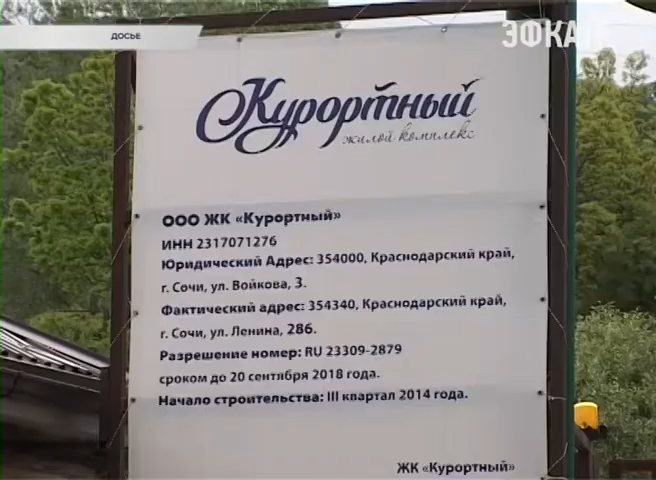 ДОСЬЕ
ЭФКА
Курортный
жилой комплекс
ООО ЖК «Курортный»
ИНН 2317071276
Юридический Адрес: 354000, Краснодарский край,
г. Сочи, ул. Войкова, 3.
Фактический адрес: 354340, Краснодарский край,
г. Сочи, ул. Ленина, 286.
Разрешение номер: RU 23309-2879
сроком до 20 сентября 2018 года.
Начало строительства: III квартал 2014 года.
ЖК «Курортный»